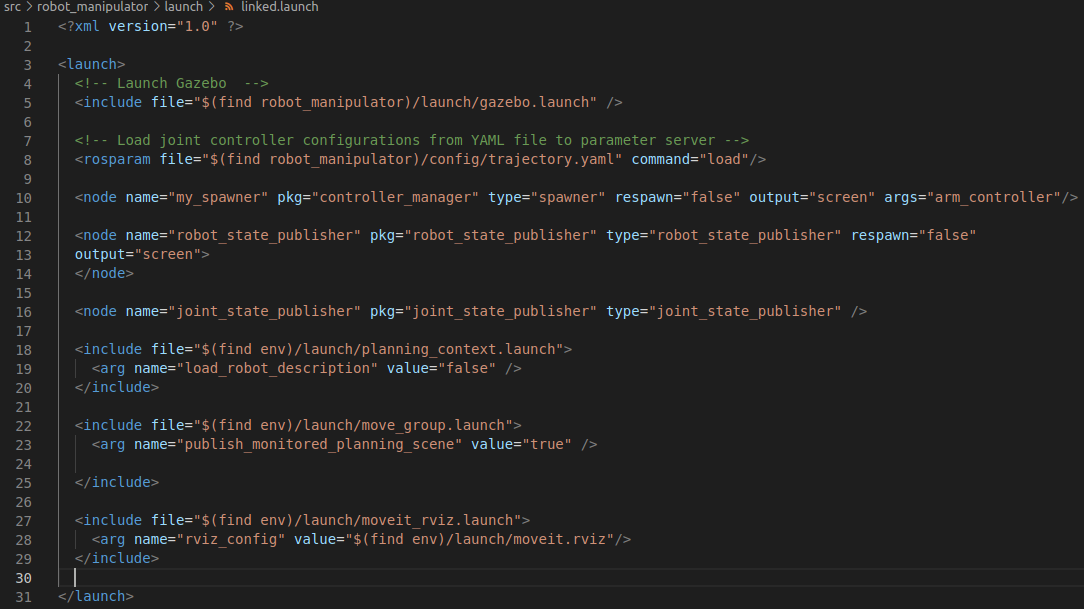 src > robot_manipulator > launch > linked.launch
1 <?xml version="1.0" ?>
2
3 <launch>
4 <!-- Launch Gazebo  -->
5 <include file="$(find robot_manipulator)/launch/gazebo.launch" />
6
7 <!-- Load joint controller configurations from YAML file to parameter server -->
8 <rosparam file="$(find robot_manipulator)/config/trajectory.yaml" command="load"/>
9
10 <node name="my_spawner" pkg="controller_manager" type="spawner" respawn="false" output="screen" args="arm_controller"/>
11
12 <node name="robot_state_publisher" pkg="robot_state_publisher" type="robot_state_publisher" respawn="false"
13 output="screen">
14 </node>
15
16 <node name="joint_state_publisher" pkg="joint_state_publisher" type="joint_state_publisher" />
17
18 <include file="$(find env)/launch/planning_context.launch">
19 <arg name="load_robot_description" value="false" />
20 </include>
21
22 <include file="$(find env)/launch/move_group.launch">
23 <arg name="publish_monitored_planning_scene" value="true" />
24
25 </include>
26
27 <include file="$(find env)/launch/moveit_rviz.launch">
28 <arg name="rviz_config" value="$(find env)/launch/moveit.rviz"/>
29 </include>
30
31 </launch>